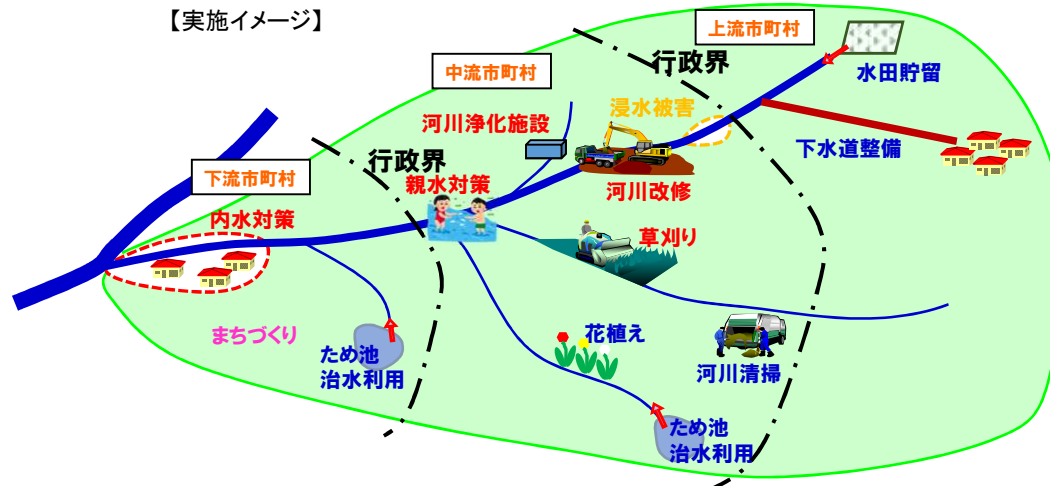 【実施イメージ】
上流市町村
行政界
水田貯留
中流市町村
浸水被害
河川浄化施設
下水道整備
行政界
下流市町村
親水対策
河川改修
内水対策
草刈り
まちづくり
花植え
ため池
治水利用
河川清掃
ため池
治水利用